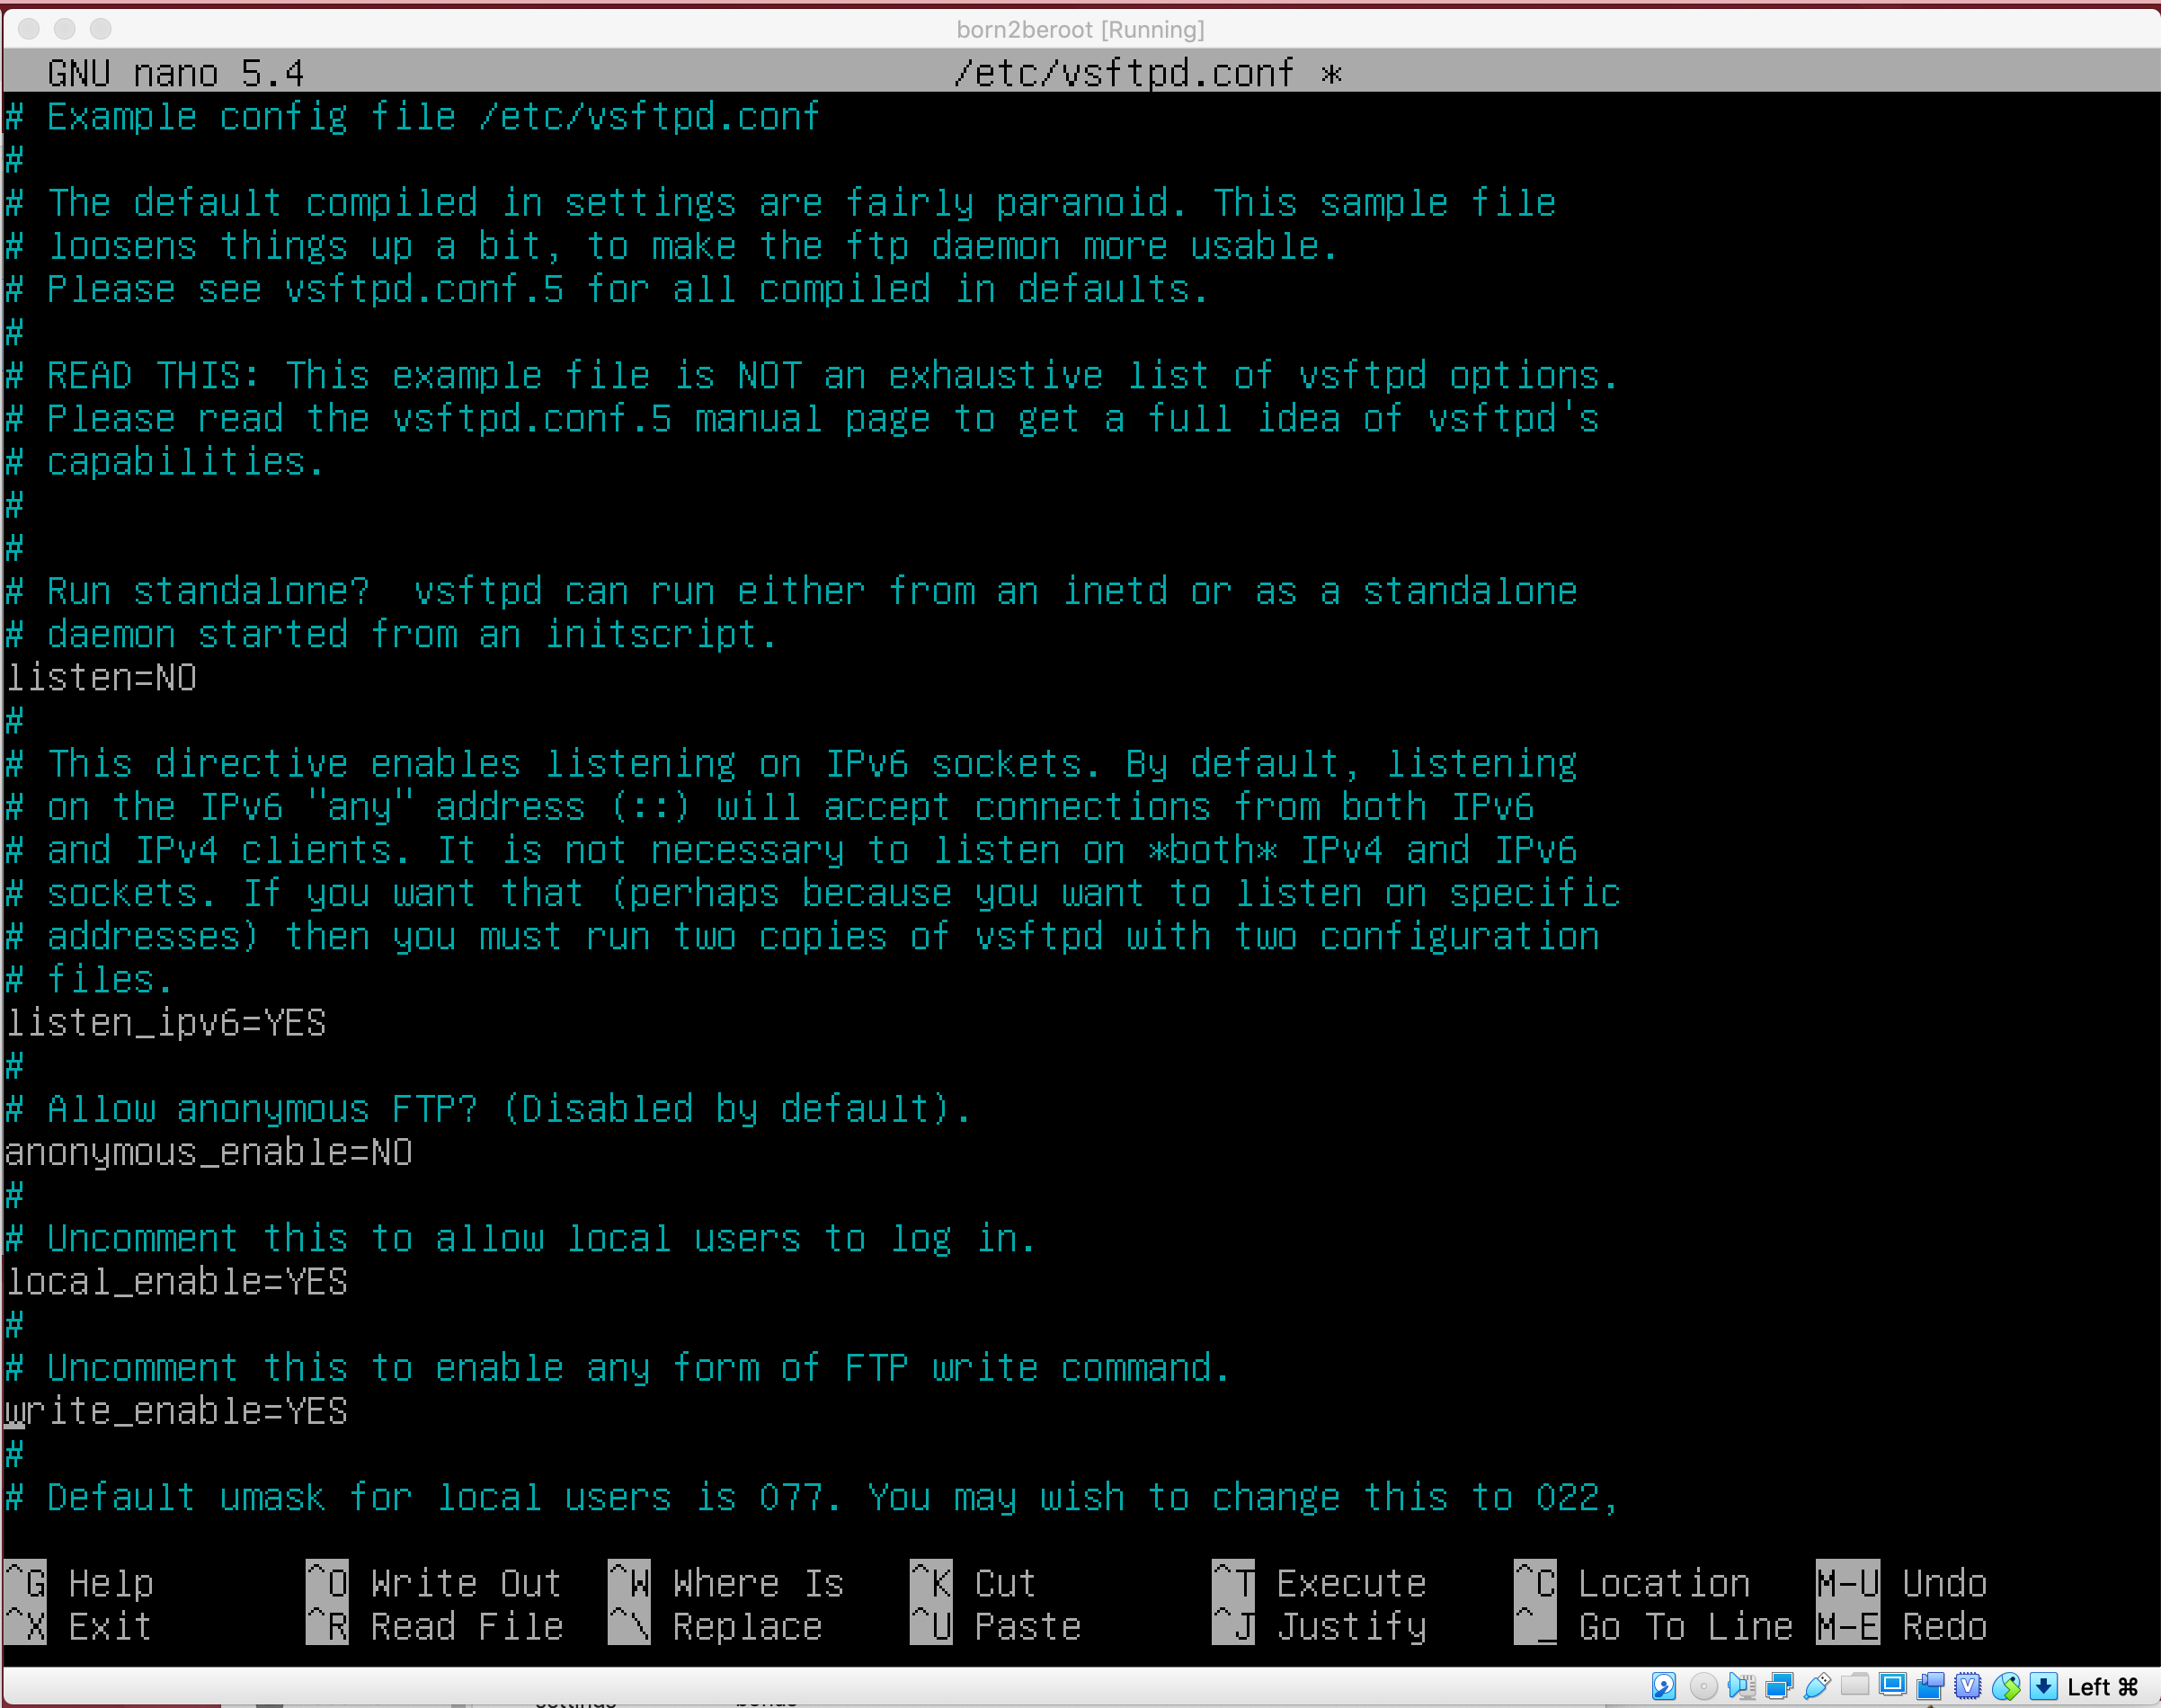 born2beroot [Running]
GNU nano 5.4 /etc/vsftpd.conf *
# Example config file /etc/vsftpd.conf
#
# The default compiled in settings are fairly paranoid. This sample file
# loosens things up a bit, to make the ftp daemon more usable.
# Please see vsftpd.conf.5 for all compiled in defaults.
#
# READ THIS: This example file is NOT an exhaustive list of vsftpd options.
# Please read the vsftpd.conf.5 manual page to get a full idea of vsftpd's
# capabilities.
#
#
# Run standalone?  vsftpd can run either from an inetd or as a standalone
# daemon started from an initscript.
listen=NO
#
# This directive enables listening on IPv6 sockets. By default, listening
# on the IPv6 "any" address (::) will accept connections from both IPv6
# and IPv4 clients. It is not necessary to listen on *both* IPv4 and IPv6
# sockets. If you want that (perhaps because you want to listen on specific
# addresses) then you must run two copies of vsftpd with two configuration
# files.
listen_ipv6=YES
#
# Allow anonymous FTP? (Disabled by default).
anonymous_enable=NO
#
# Uncomment this to allow local users to log in.
local_enable=YES
#
# Uncomment this to enable any form of FTP write command.
write_enable=YES
#
# Default umask for local users is 077. You may wish to change this to 022,
^G Help ^O Write Out ^W Where Is ^K Cut ^T Execute ^C Location M-U Undo
^X Exit ^R Read File ^\ Replace ^U Paste ^J Justify ^_ Go To Line M-E Redo
Left ⌘